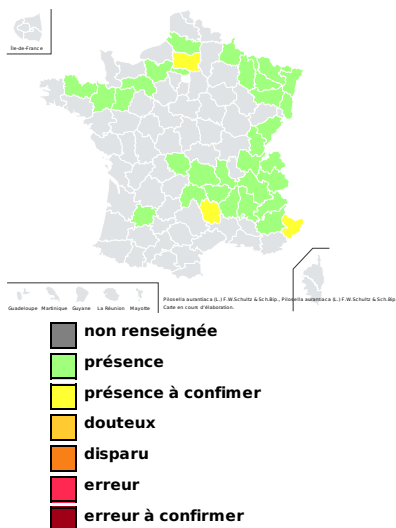 Île-de-France
Guadeloupe Martinique Guyane La Réunion Mayotte
Pilosella aurantiaca (L.) F.W.Schultz & Sch.Bip., Pilosella aurantiaca (L.) F.W.Schultz & Sch.Bip
Carte en cours d'élaboration.
non renseignée
présence
présence à confimer
douteux
disparu
erreur
erreur à confirmer